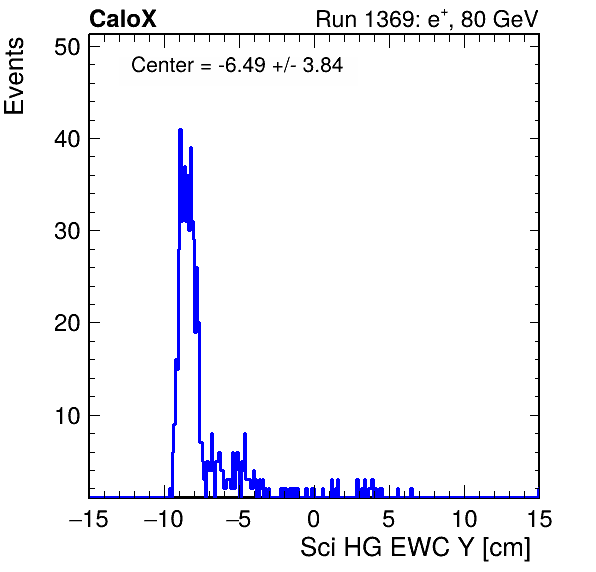 CaloX Run 1369: e⁺, 80 GeV
Center = -6.49 +/- 3.84
Events
50
40
30
20
10
−15 −10 −5 0 5 10 15
Sci HG EWC Y [cm]